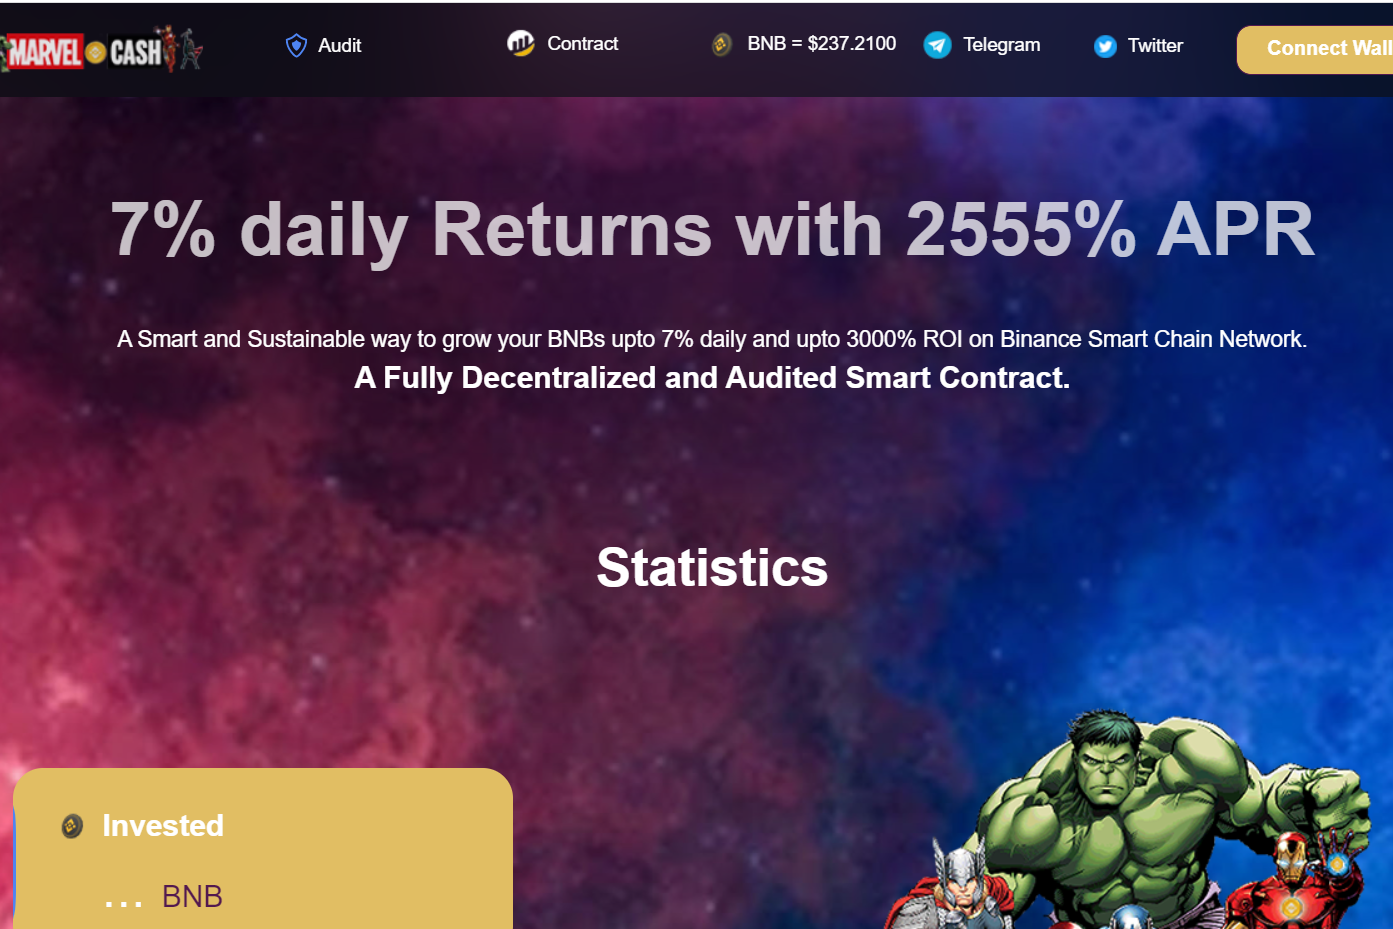 MARVEL CASH
Audit
Contract
BNB = $237.2100
Telegram
Twitter
Connect Wall
7% daily Returns with 2555% APR
A Smart and Sustainable way to grow your BNBs upto 7% daily and upto 3000% ROI on Binance Smart Chain Network.
A Fully Decentralized and Audited Smart Contract.
Statistics
Invested
... BNB